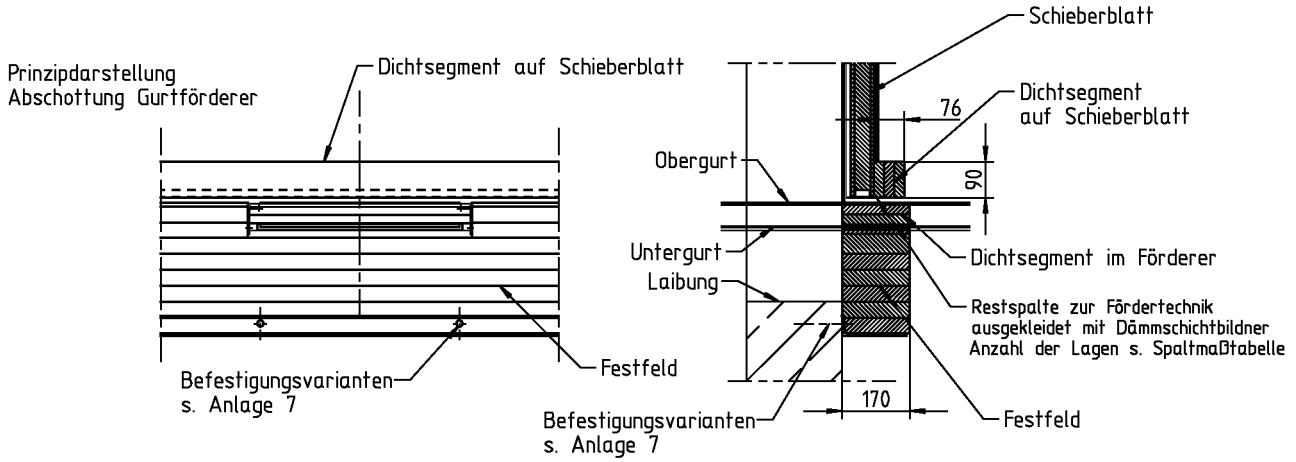 Prinzipdarstellung
Abschottung Gurtförderer
Dichtsegment auf Schieberblatt
Befestigungsvarianten
s. Anlage 7
Festfeld
Schieberblatt
76
Dichtsegment
auf Schieberblatt
Obergurt
90
Untergurt
Laibung
Dichtsegment im Förderer
Restspalte zur Fördertechnik
ausgekleidet mit Dämmschichtbildner
Anzahl der Lagen s. Spaltmaßtabelle
170
Befestigungsvarianten
s. Anlage 7
Festfeld